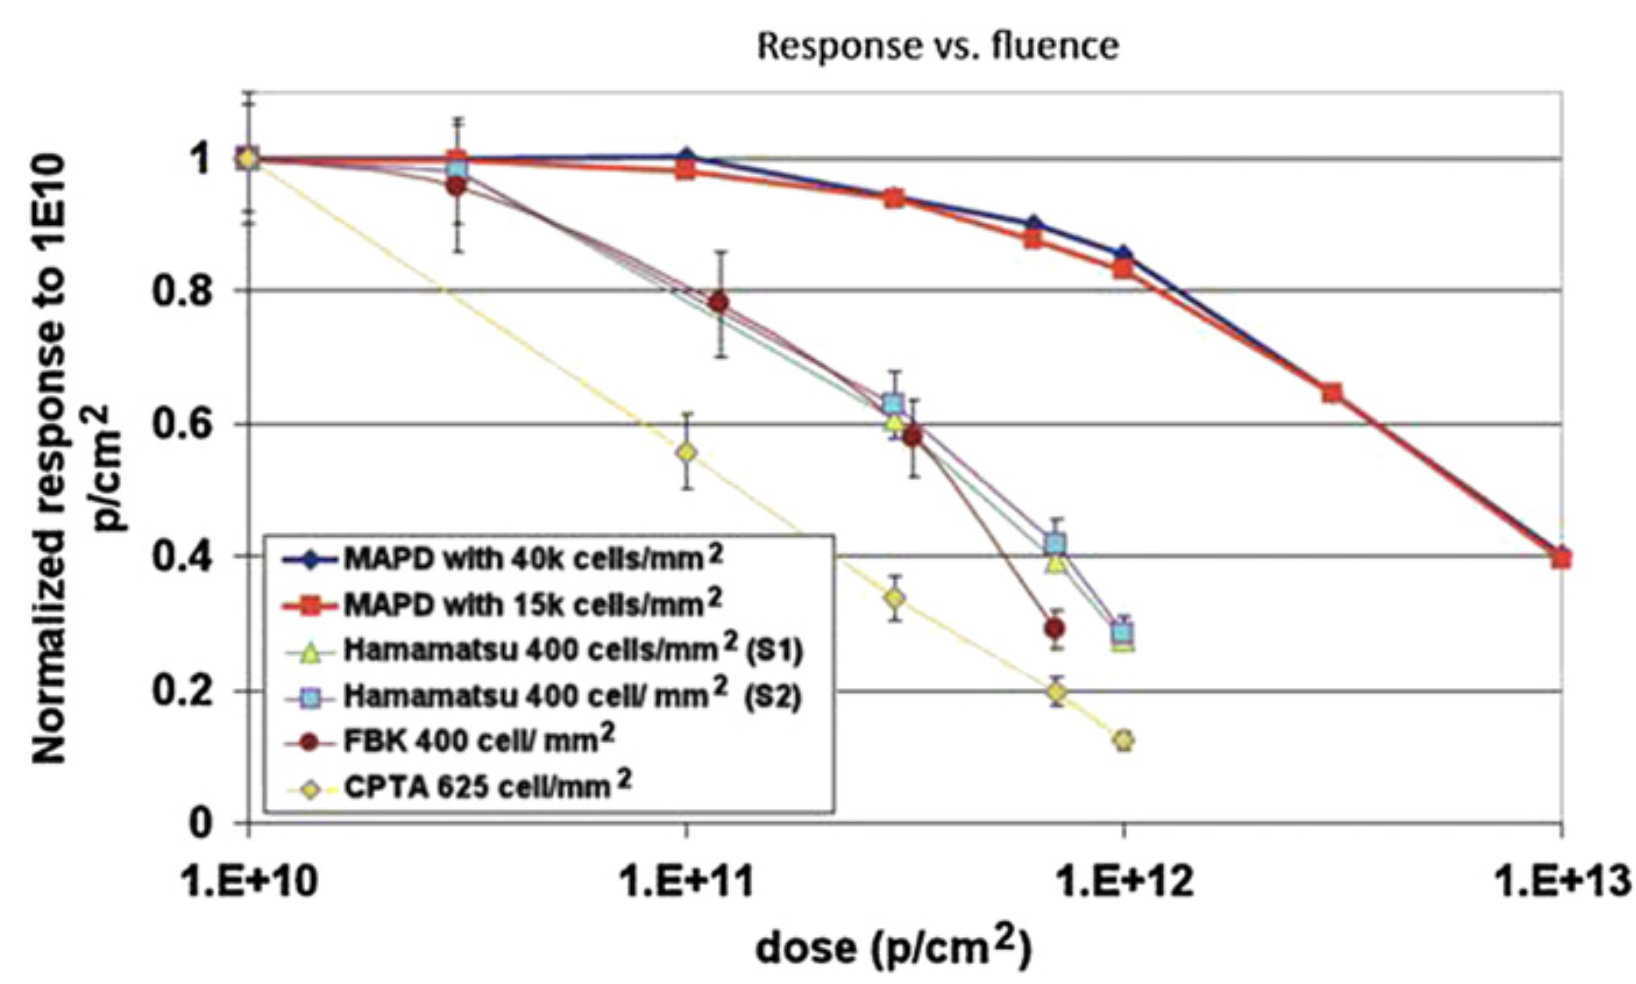 Response vs. fluence
Normalized response to 1E10
p/cm²
1
0.8
0.6
0.4
0.2
0
MAPD with 40k cells/mm²
MAPD with 15k cells/mm²
Hamamatsu 400 cells/mm² (S1)
Hamamatsu 400 cell/ mm² (S2)
FBK 400 cell/ mm²
CPTA 625 cell/mm²
1.E+10 1.E+11 1.E+12 1.E+13
dose (p/cm²)